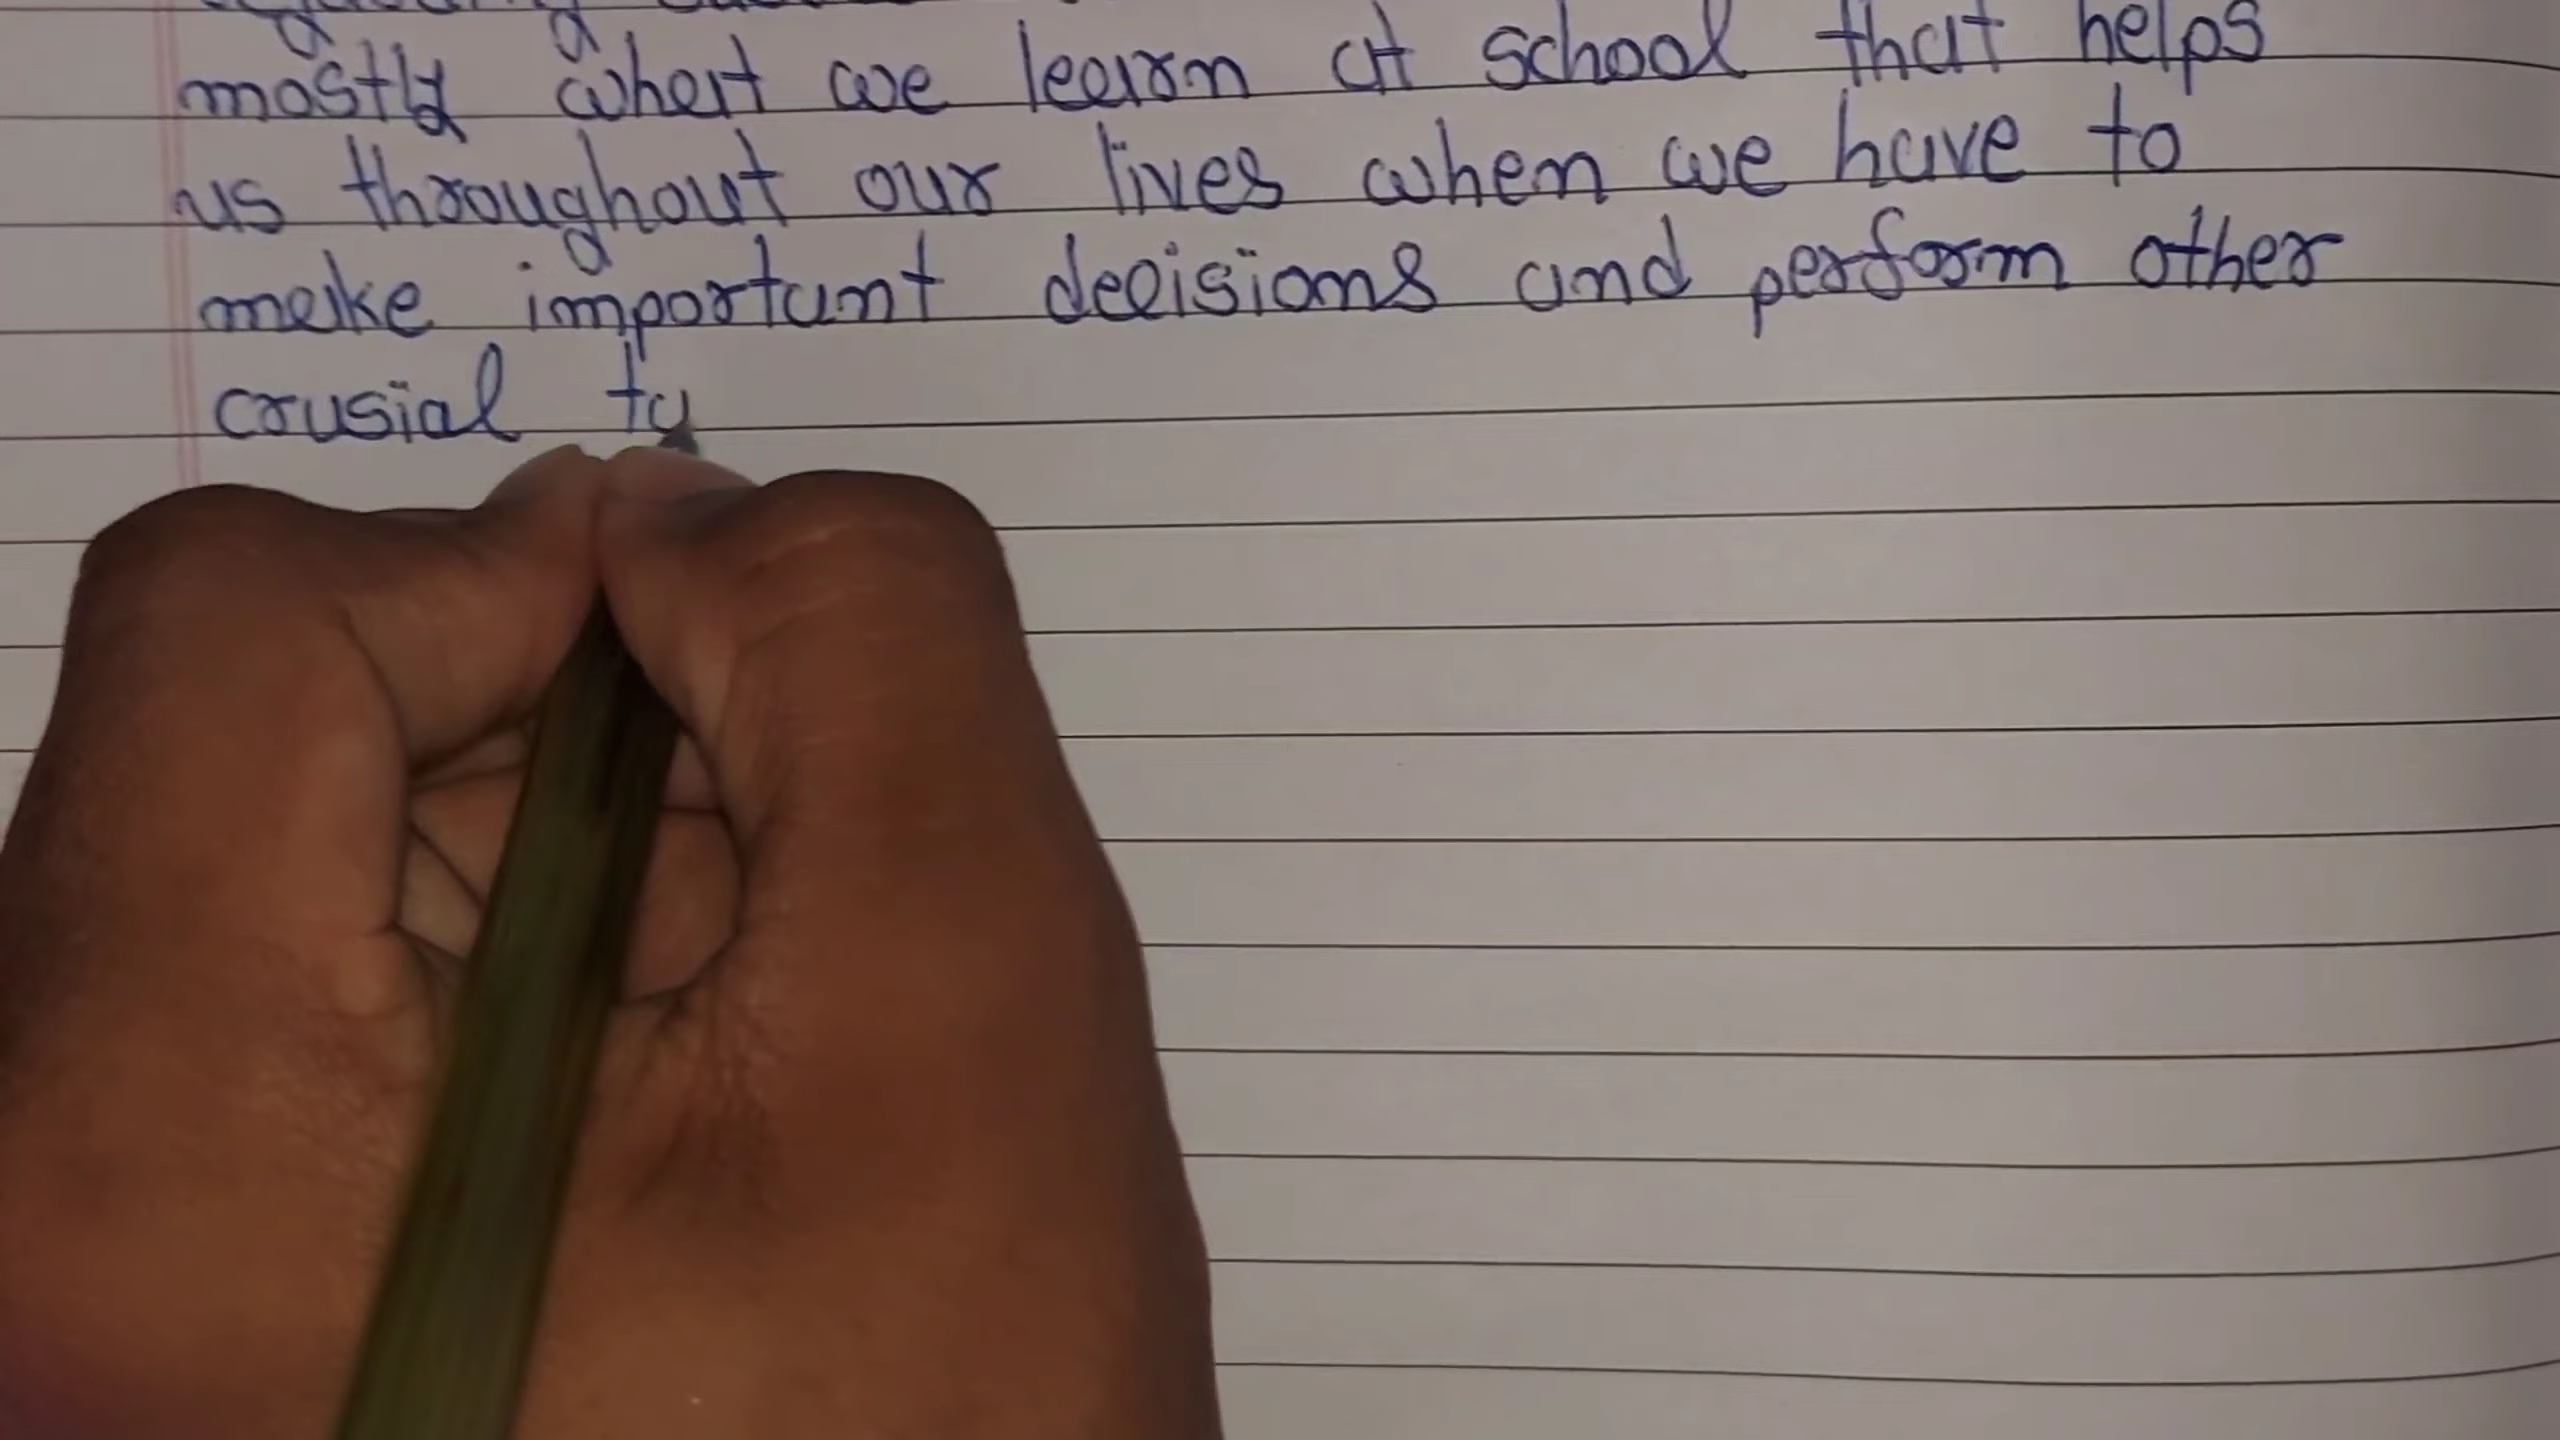 mostly what we learn at school that helps
us throughout our lives when we have to
make important decisions and perform other
crusial ta